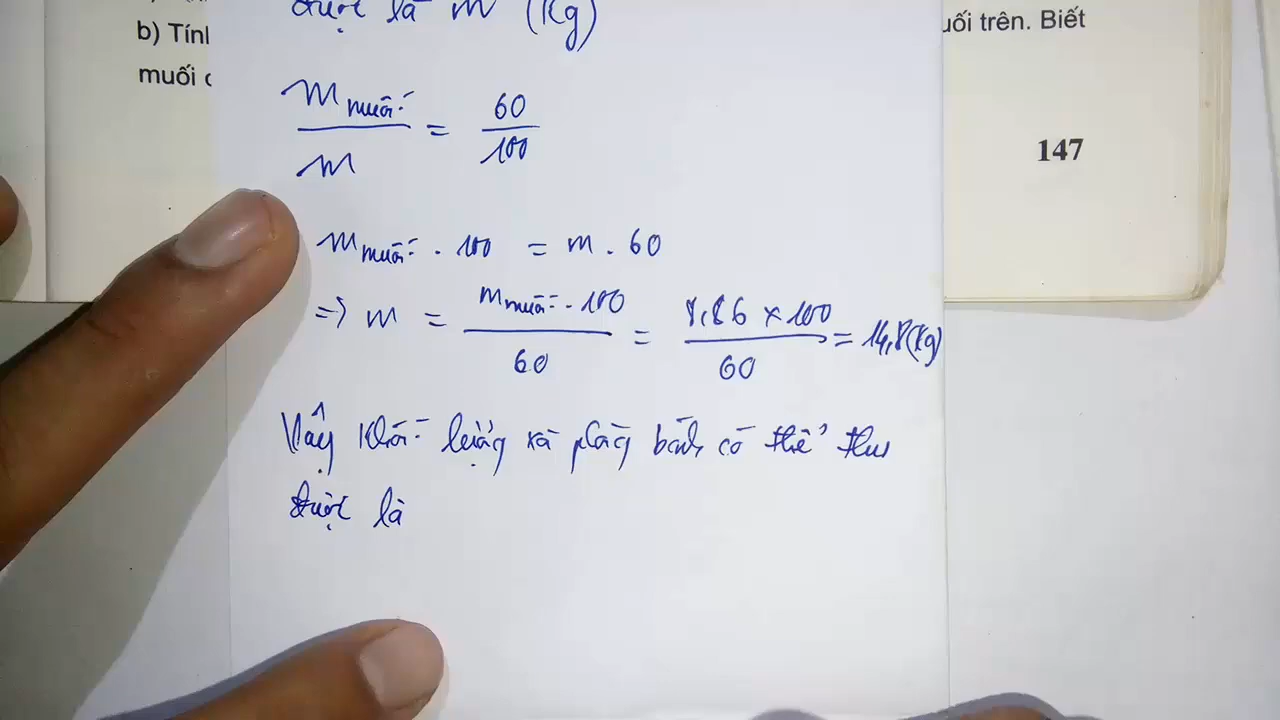 được là m (kg)
b) Tính
uối trên. Biết
muối c
m muối / m = 60 / 100
147
m muối . 100 = m . 60
=> m = m muối . 100 / 60 = 8,86 x 100 / 60 = 14,8 (kg)
Vậy khối lượng xà phòng bánh có thể thu
được là